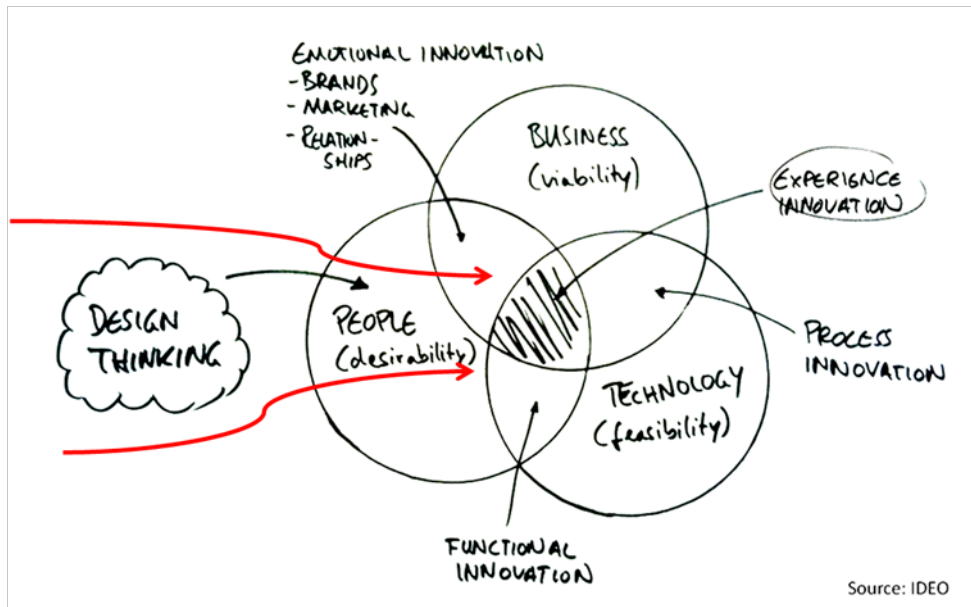 EMOTIONAL INNOVATION
- BRANDS
- MARKETING
- RELATION-
SHIPS
BUSINESS
(viability)
EXPERIENCE
INNOVATION
DESIGN
THINKING
PEOPLE
(desirability)
PROCESS
INNOVATION
TECHNOLOGY
(feasibility)
FUNCTIONAL
INNOVATION
Source: IDEO